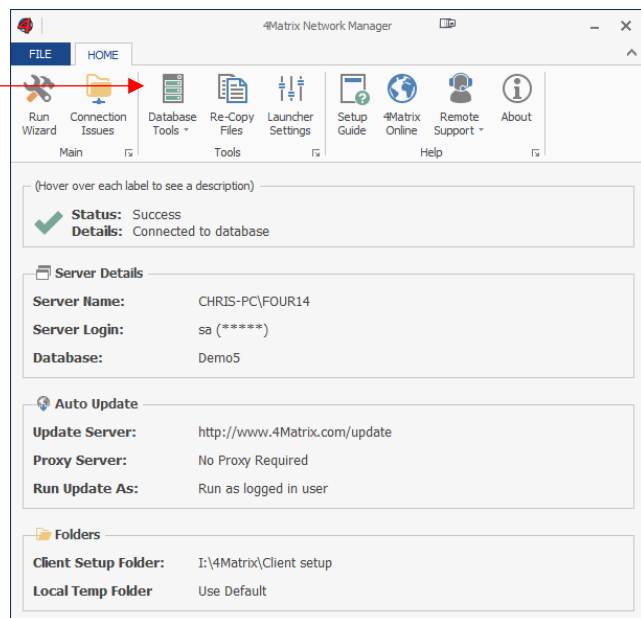 4 4Matrix Network Manager
FILE HOME
Run Wizard
Connection Issues
Database Tools
Re-Copy Files
Launcher Settings
Setup Guide
4Matrix Online
Remote Support
About
Main Tools Help
(Hover over each label to see a description)
Status: Success
Details: Connected to database
Server Details
Server Name: CHRIS-PC\FOUR14
Server Login: sa (*****)
Database: Demo5
Auto Update
Update Server: http://www.4Matrix.com/update
Proxy Server: No Proxy Required
Run Update As: Run as logged in user
Folders
Client Setup Folder: I:\4Matrix\Client setup
Local Temp Folder Use Default